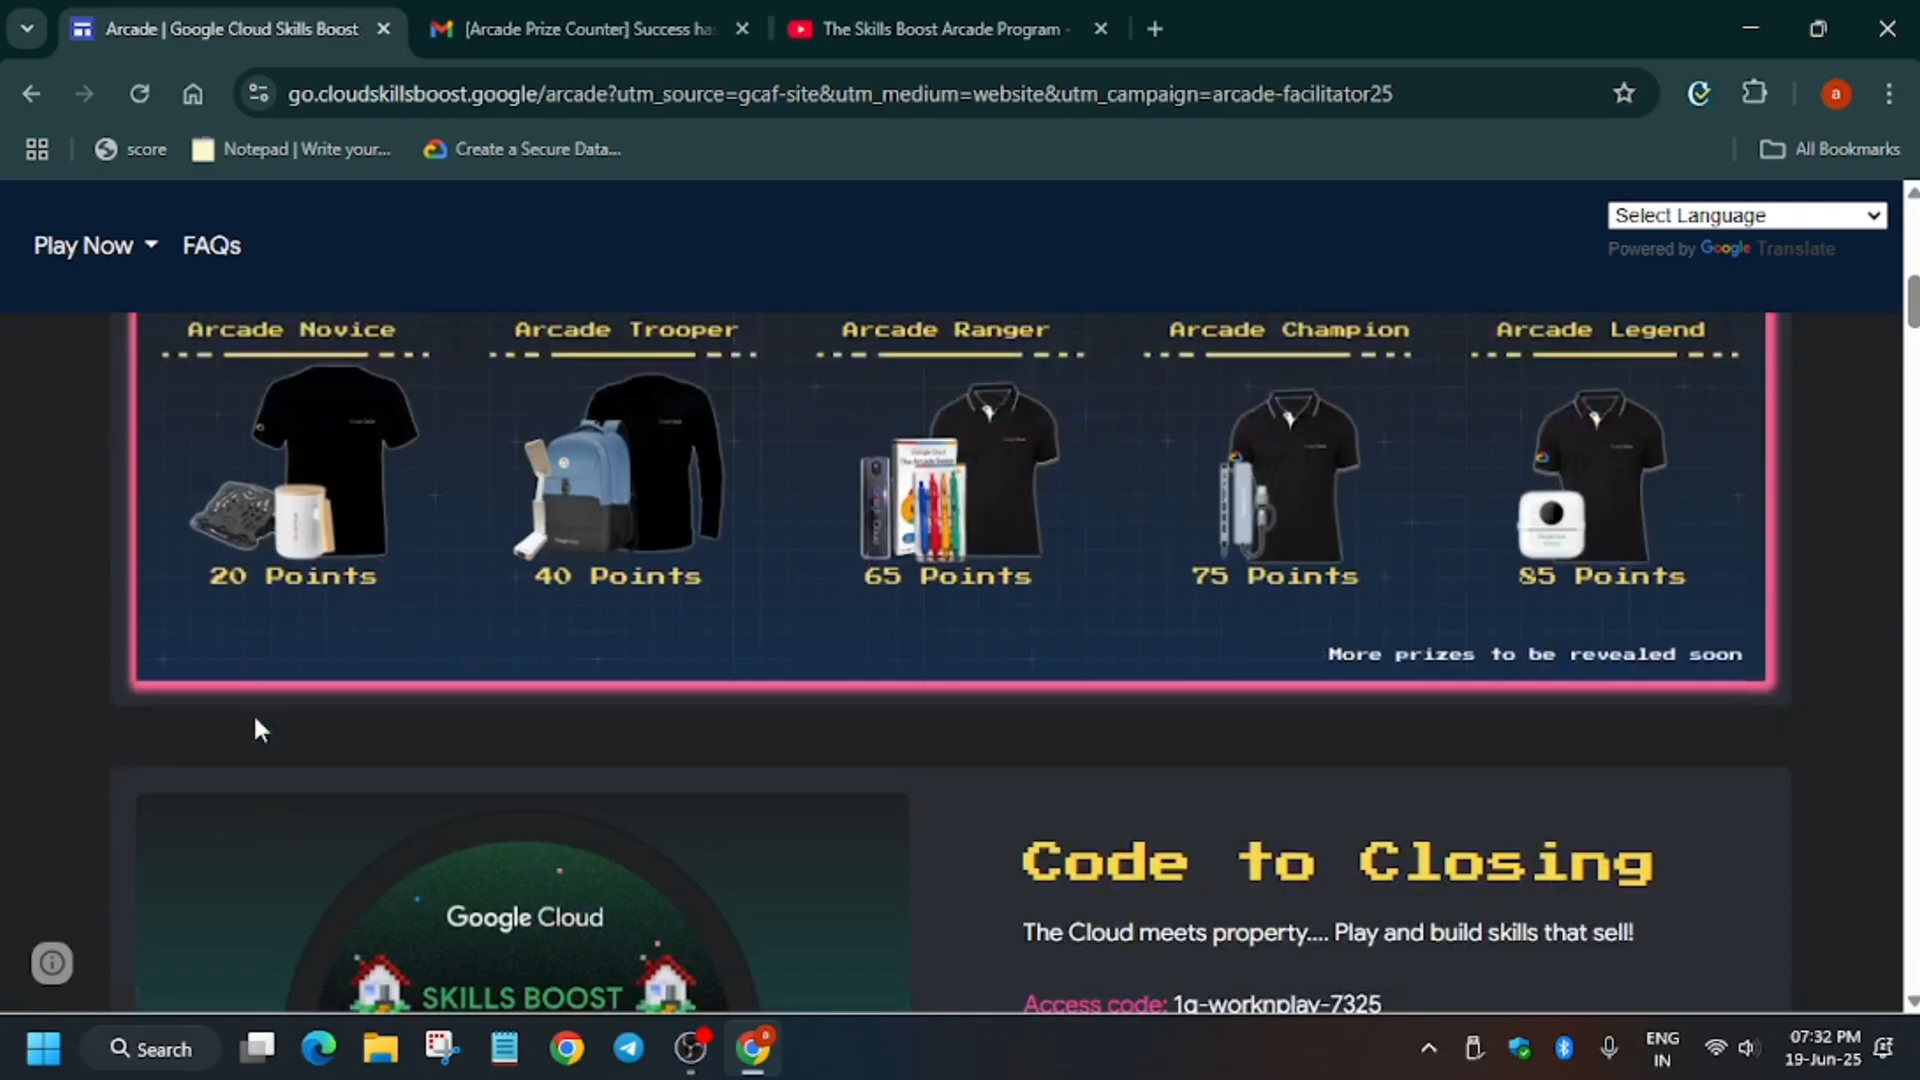 Arcade | Google Cloud Skills Boost
[Arcade Prize Counter] Success ha
The Skills Boost Arcade Program -
go.cloudskillsboost.google/arcade?utm_source=gcaf-site&utm_medium=website&utm_campaign=arcade-facilitator25
a
score
Notepad | Write your...
Create a Secure Data...
All Bookmarks
Play Now
FAQs
Select Language
Powered by Google Translate
Arcade Novice
Arcade Trooper
Arcade Ranger
Arcade Champion
Arcade Legend
20 Points
40 Points
65 Points
75 Points
85 Points
More prizes to be revealed soon
Code to Closing
Google Cloud
The Cloud meets property.... Play and build skills that sell!
SKILLS BOOST
Access code: 1q-worknplay-7325
Search
ENG
IN
07:32 PM
19-Jun-25